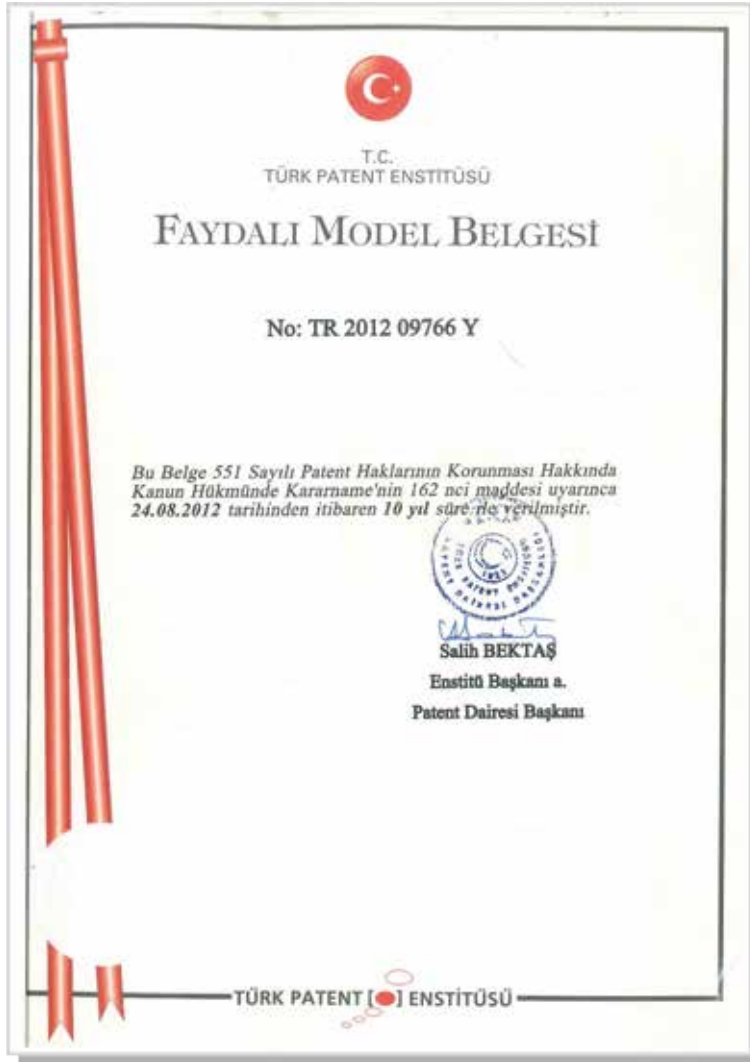 T.C.
TÜRK PATENT ENSTİTÜSÜ
FAYDALI MODEL BELGESİ
No: TR 2012 09766 Y
Bu Belge 551 Sayılı Patent Haklarının Korunması Hakkında
Kanun Hükmünde Kararname'nin 162 nci maddesi uyarınca
24.08.2012 tarihinden itibaren 10 yıl süre ile verilmiştir.
Salih BEKTAŞ
Enstitü Başkanı a.
Patent Dairesi Başkanı
TÜRK PATENT [ ] ENSTİTÜSÜ